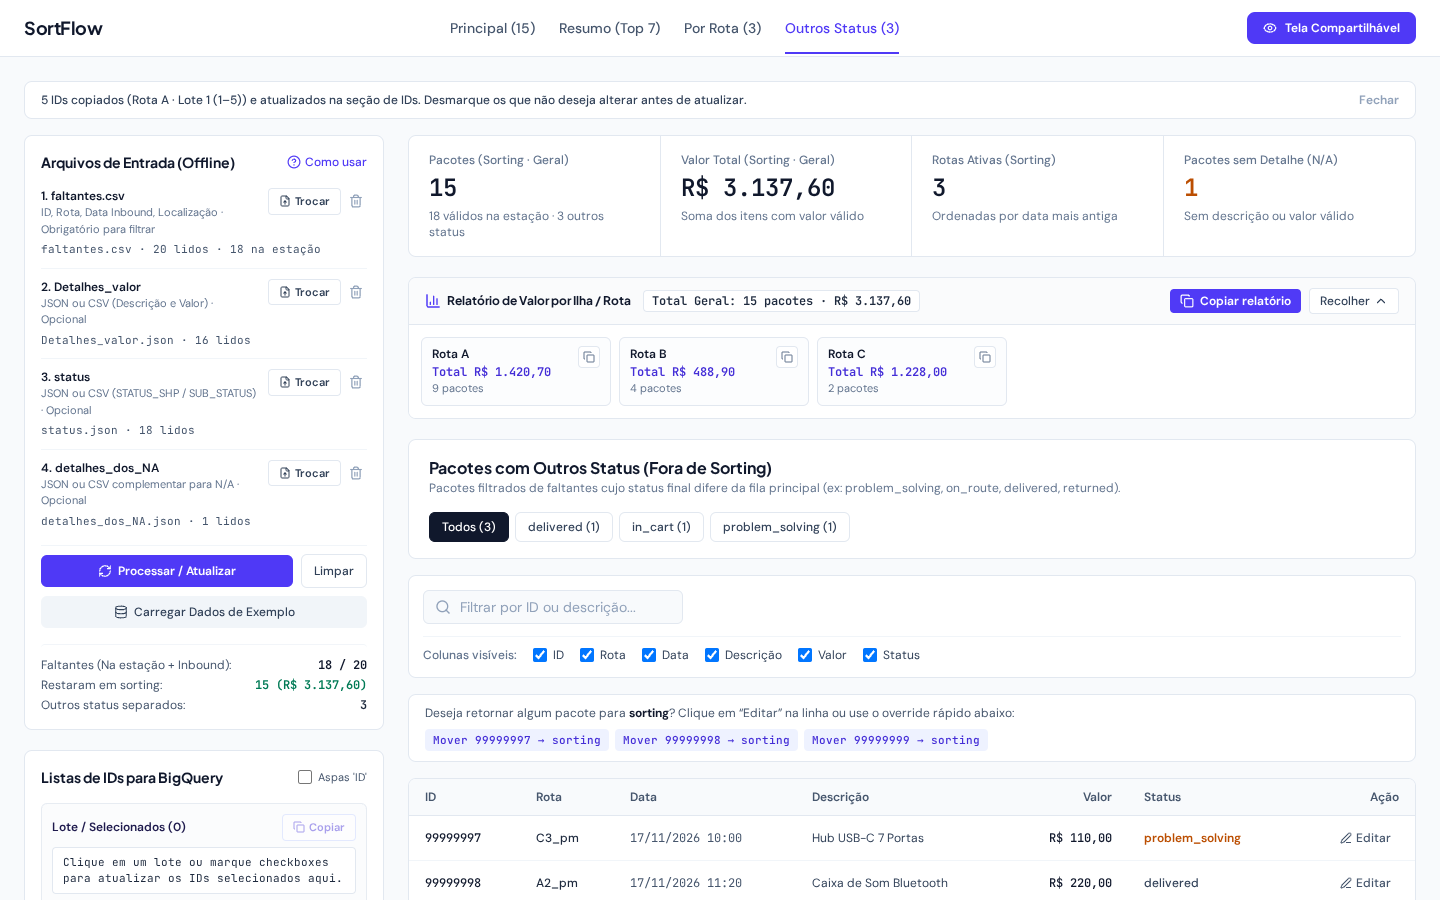 SortFlow
Principal (15)
Resumo (Top 7)
Por Rota (3)
Outros Status (3)
Tela Compartilhável
5 IDs copiados (Rota A · Lote 1 (1–5)) e atualizados na seção de IDs. Desmarque os que não deseja alterar antes de atualizar.
Fechar
Arquivos de Entrada (Offline)
Como usar
1. faltantes.csv
ID, Rota, Data Inbound, Localização ·
Obrigatório para filtrar
Trocar
faltantes.csv · 20 lidos · 18 na estação
2. Detalhes_valor
JSON ou CSV (Descrição e Valor) ·
Opcional
Trocar
Detalhes_valor.json · 16 lidos
3. status
JSON ou CSV (STATUS_SHP / SUB_STATUS)
· Opcional
Trocar
status.json · 18 lidos
4. detalhes_dos_NA
JSON ou CSV complementar para N/A ·
Opcional
Trocar
detalhes_dos_NA.json · 1 lidos
Processar / Atualizar
Limpar
Carregar Dados de Exemplo
Faltantes (Na estação + Inbound): 18 / 20
Restaram em sorting: 15 (R$ 3.137,60)
Outros status separados: 3
Listas de IDs para BigQuery
Aspas 'ID'
Lote / Selecionados (0)
Copiar
Clique em um lote ou marque checkboxes
para atualizar os IDs selecionados aqui.
Pacotes (Sorting · Geral)
15
18 válidos na estação · 3 outros
status
Valor Total (Sorting · Geral)
R$ 3.137,60
Soma dos itens com valor válido
Rotas Ativas (Sorting)
3
Ordenadas por data mais antiga
Pacotes sem Detalhe (N/A)
1
Sem descrição ou valor válido
Relatório de Valor por Ilha / Rota
Total Geral: 15 pacotes · R$ 3.137,60
Copiar relatório
Recolher
Rota A
Total R$ 1.420,70
9 pacotes
Rota B
Total R$ 488,90
4 pacotes
Rota C
Total R$ 1.228,00
2 pacotes
Pacotes com Outros Status (Fora de Sorting)
Pacotes filtrados de faltantes cujo status final difere da fila principal (ex: problem_solving, on_route, delivered, returned).
Todos (3)
delivered (1)
in_cart (1)
problem_solving (1)
Filtrar por ID ou descrição...
Colunas visíveis: ID Rota Data Descrição Valor Status
Deseja retornar algum pacote para sorting? Clique em “Editar” na linha ou use o override rápido abaixo:
Mover 99999997 → sorting
Mover 99999998 → sorting
Mover 99999999 → sorting
ID Rota Data Descrição Valor Status Ação
99999997 C3_pm 17/11/2026 10:00 Hub USB-C 7 Portas R$ 110,00 problem_solving Editar
99999998 A2_pm 17/11/2026 11:20 Caixa de Som Bluetooth R$ 220,00 delivered Editar